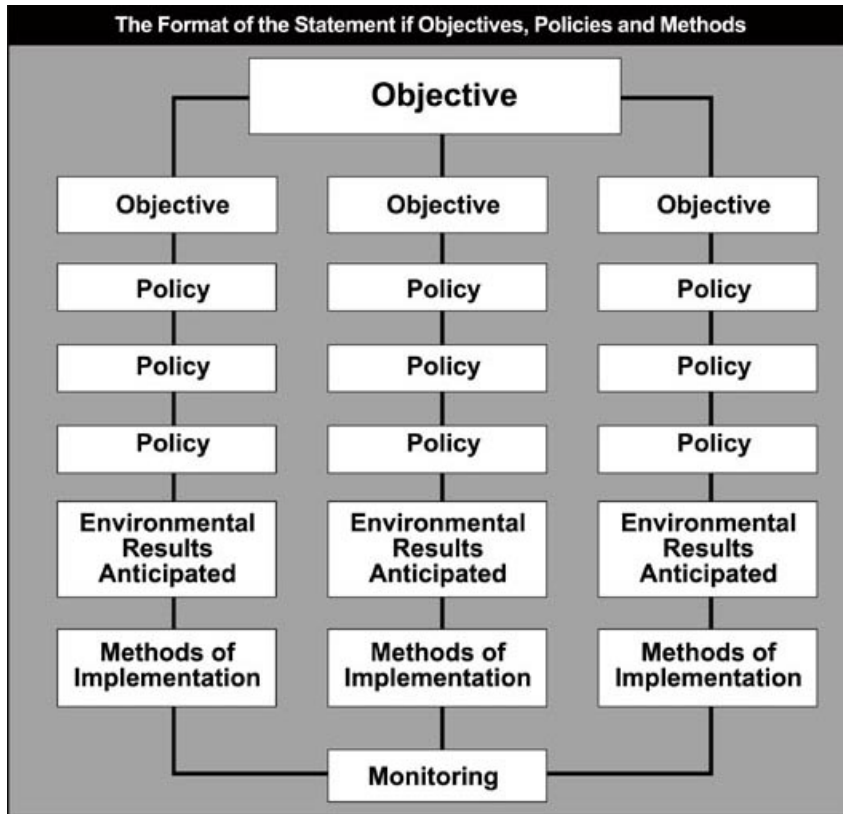 The Format of the Statement if Objectives, Policies and Methods
Objective
Objective
Objective
Objective
Policy
Policy
Policy
Policy
Policy
Policy
Policy
Policy
Policy
Environmental
Results
Anticipated
Environmental
Results
Anticipated
Environmental
Results
Anticipated
Methods of
Implementation
Methods of
Implementation
Methods of
Implementation
Monitoring